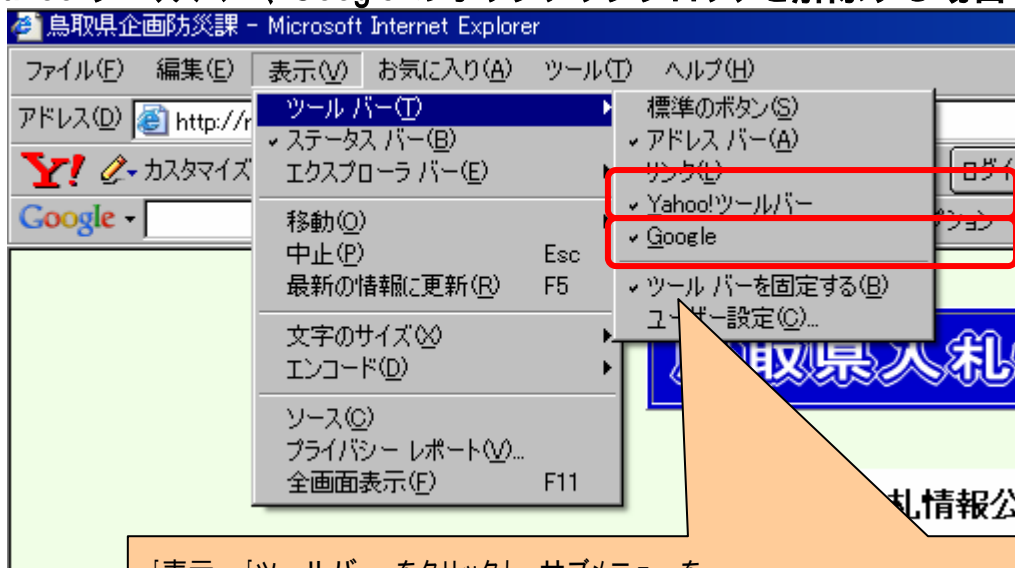 鳥取県企画防災課 - Microsoft Internet Explorer
ファイル(F) 編集(E) 表示(V) お気に入り(A) ツール(T) ヘルプ(H)
アドレス(D) http://r
Y! カスタマイズ
Google
ツール バー(T)
ステータス バー(B)
エクスプローラ バー(E)
移動(O)
中止(P) Esc
最新の情報に更新(R) F5
文字のサイズ(X)
エンコード(D)
ソース(C)
プライバシー レポート(V)...
全画面表示(F) F11
標準のボタン(S)
アドレス バー(A)
リンク(L)
Yahoo!ツールバー
Google
ツール バーを固定する(B)
ユーザー設定(C)...
ログイ
プション
取県入札
札情報公